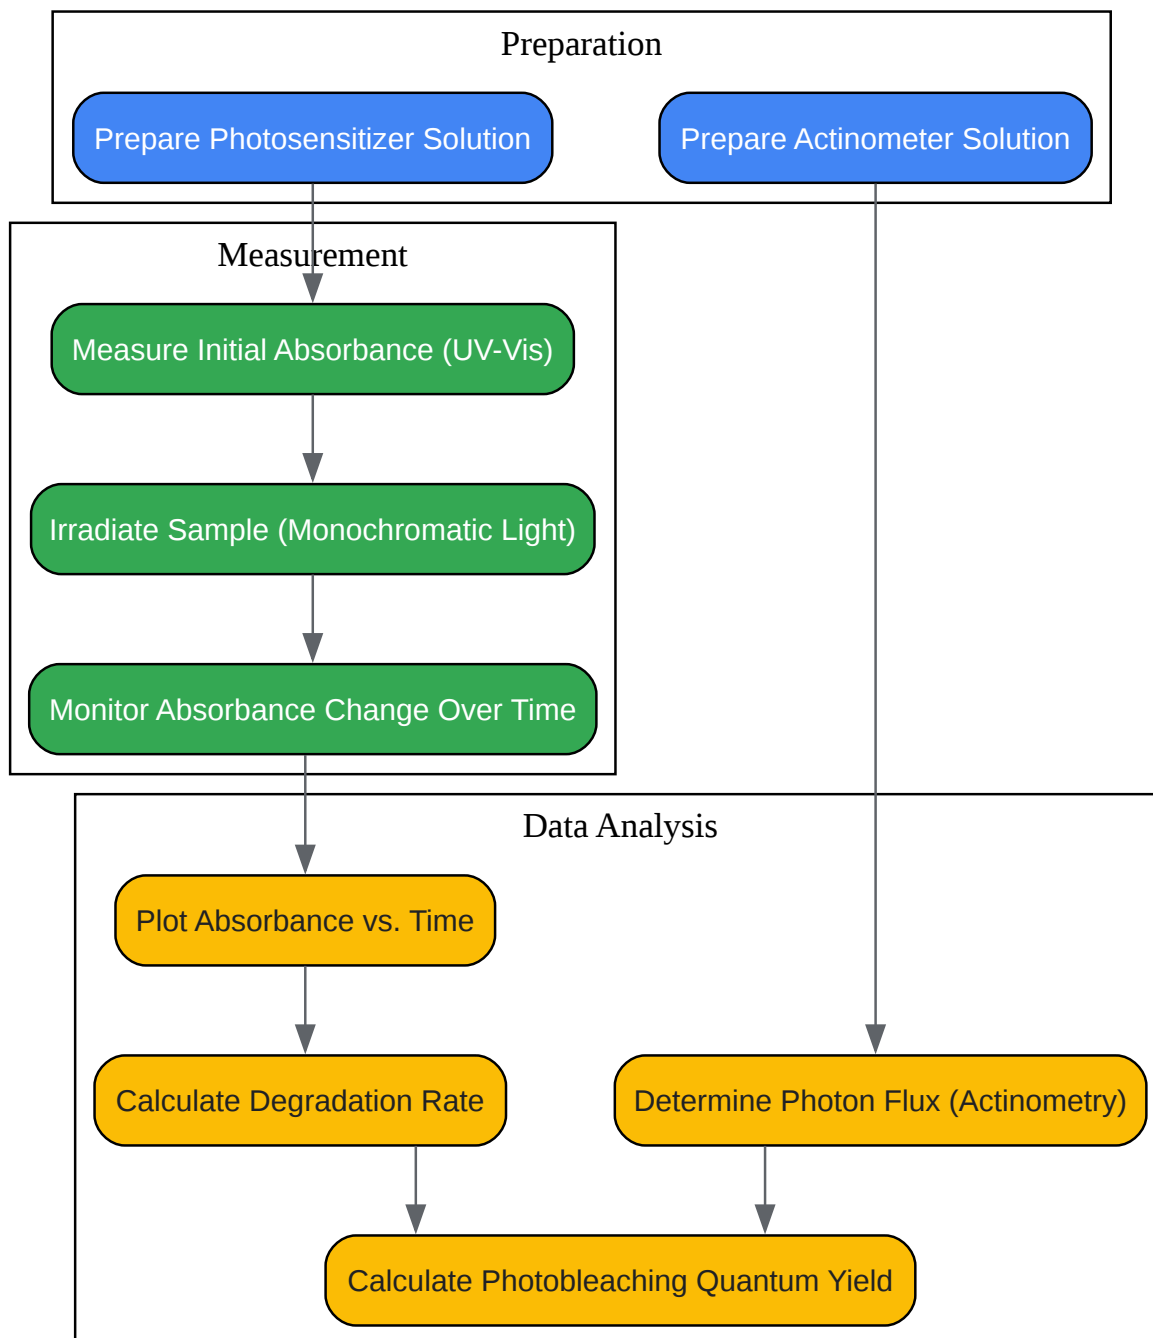 Preparation
Prepare Photosensitizer Solution
Prepare Actinometer Solution
Measurement
Measure Initial Absorbance (UV-Vis)
Irradiate Sample (Monochromatic Light)
Monitor Absorbance Change Over Time
Data Analysis
Plot Absorbance vs. Time
Calculate Degradation Rate
Determine Photon Flux (Actinometry)
Calculate Photobleaching Quantum Yield